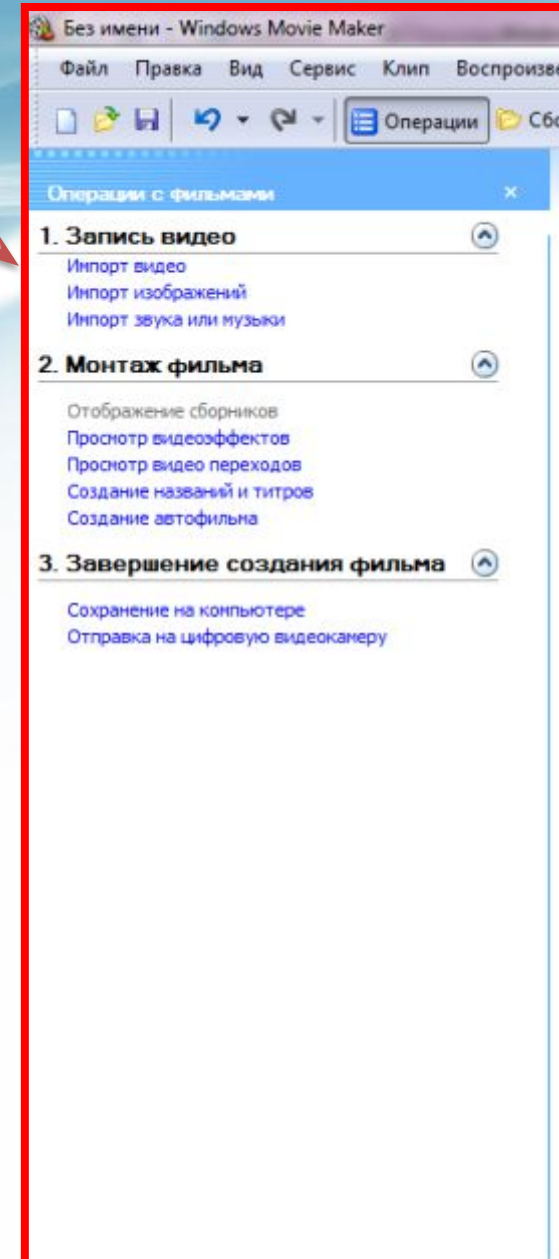 Без имени - Windows Movie Maker
Файл Правка Вид Сервис Клип
Операции
Операции с фильмами
1. Запись видео
Импорт видео
Импорт изображений
Импорт звука или музыки
2. Монтаж фильма
Отображение сборников
Просмотр видеоэффектов
Просмотр видео переходов
Создание названий и титров
Создание автофильма
3. Завершение создания фильма
Сохранение на компьютере
Отправка на цифровую видеокамеру